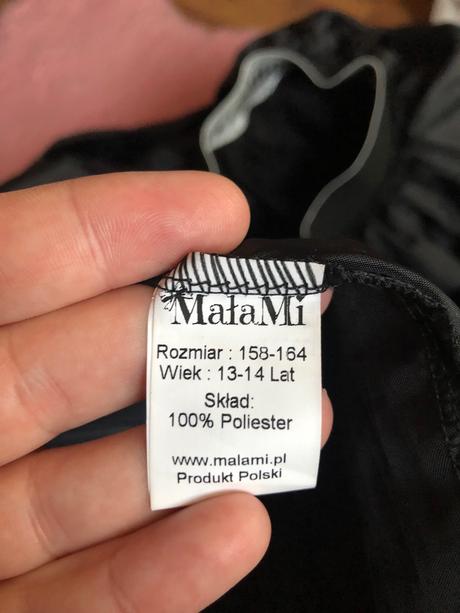 MałaMi
Rozmiar : 158-164
Wiek : 13-14 Lat
Skład:
100% Poliester
www.malami.pl
Produkt Polski